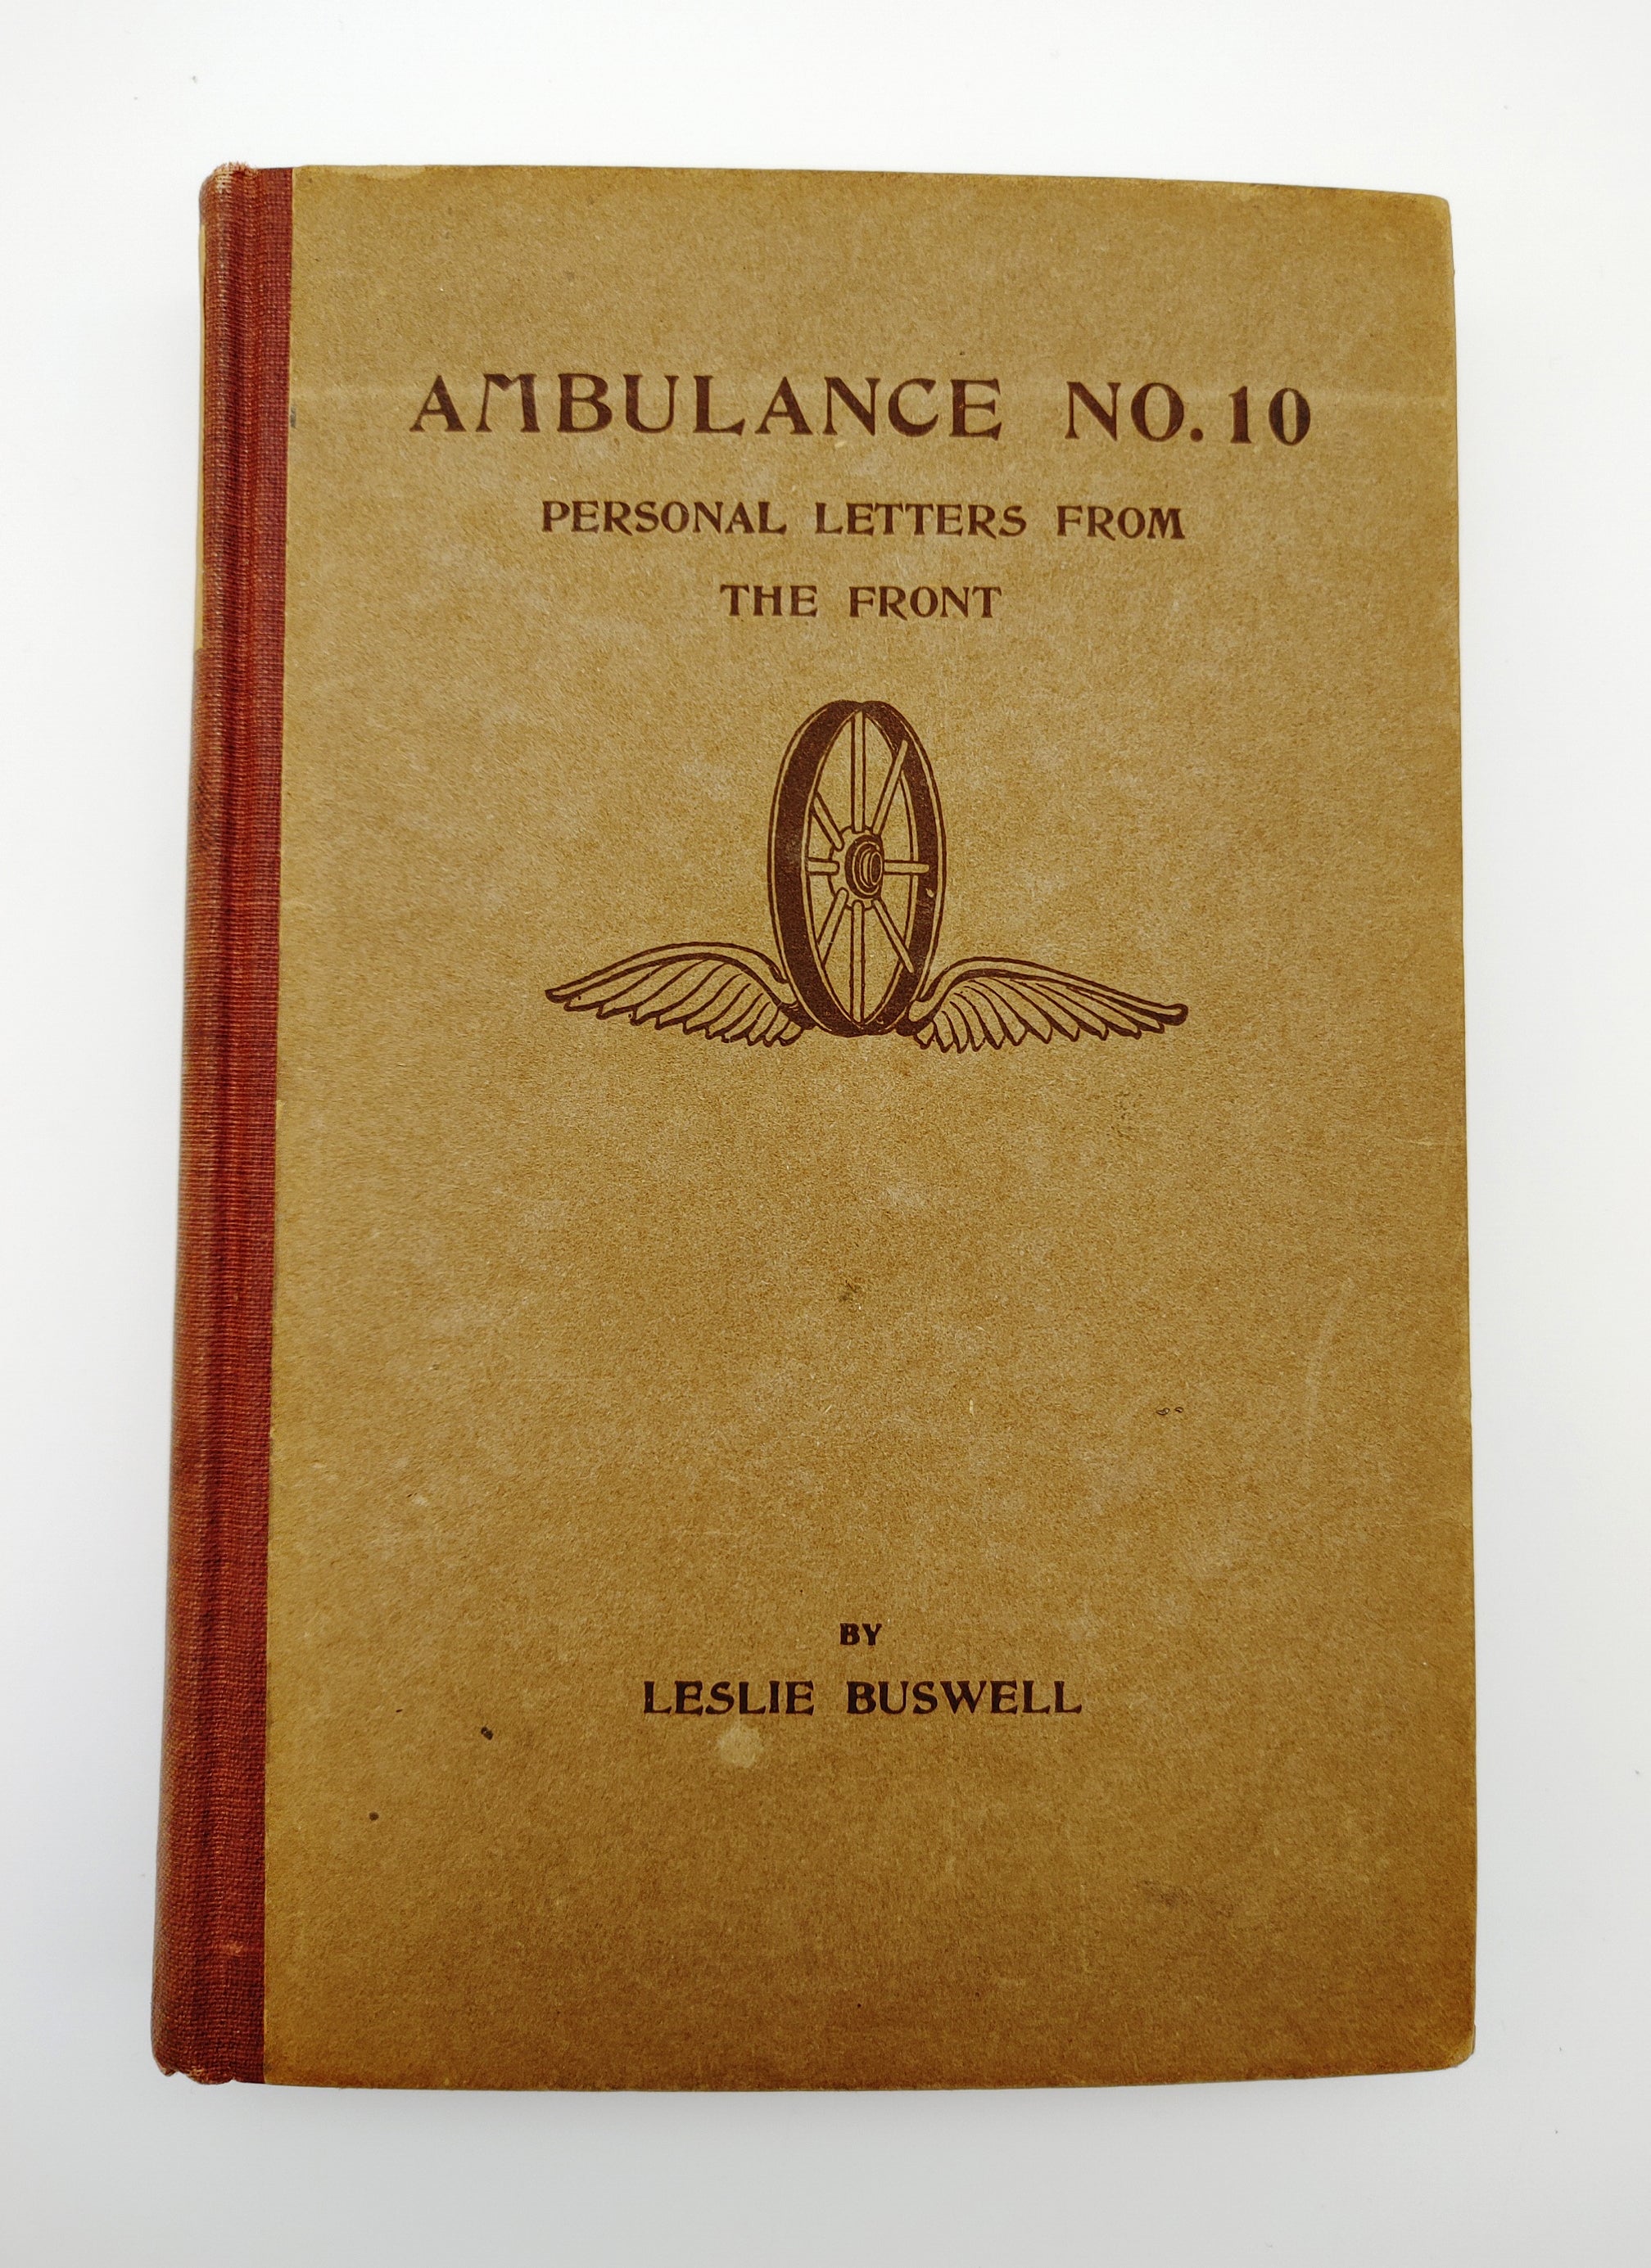 AMBULANCE NO. 10
PERSONAL LETTERS FROM
THE FRONT
BY
LESLIE BUSWELL